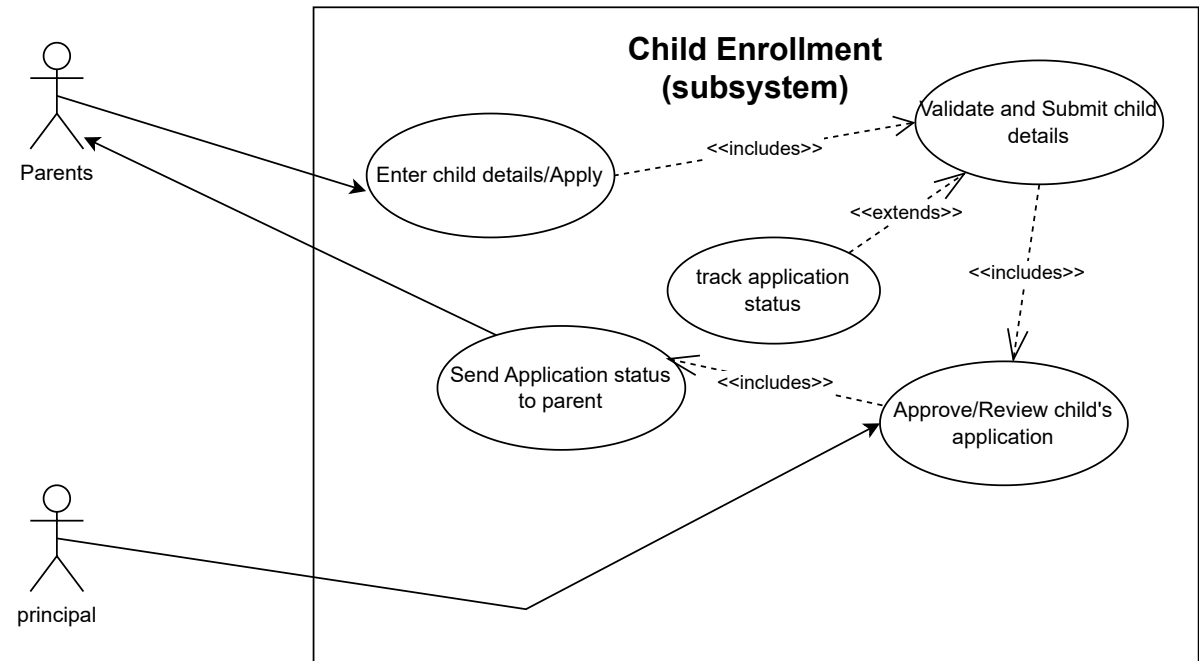 Child Enrollment
(subsystem)
Parents
Enter child details/Apply
<<includes>>
Validate and Submit child
details
<<extends>>
track application
status
<<includes>>
Send Application status
to parent
<<includes>>
Approve/Review child's
application
principal